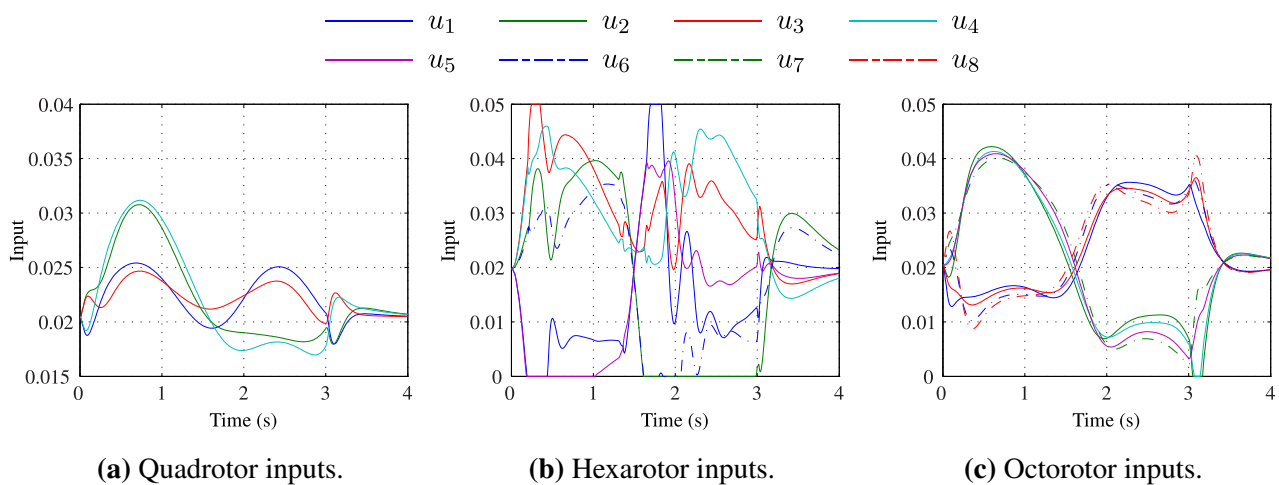 u1 u2 u3 u4
u5 u6 u7 u8
0.04
0.035
0.03
0.025
0.02
0.015
Input
0 1 2 3 4
Time (s)
(a) Quadrotor inputs.
0.05
0.04
0.03
0.02
0.01
0
Input
0 1 2 3 4
Time (s)
(b) Hexarotor inputs.
0.05
0.04
0.03
0.02
0.01
0
Input
0 1 2 3 4
Time (s)
(c) Octorotor inputs.